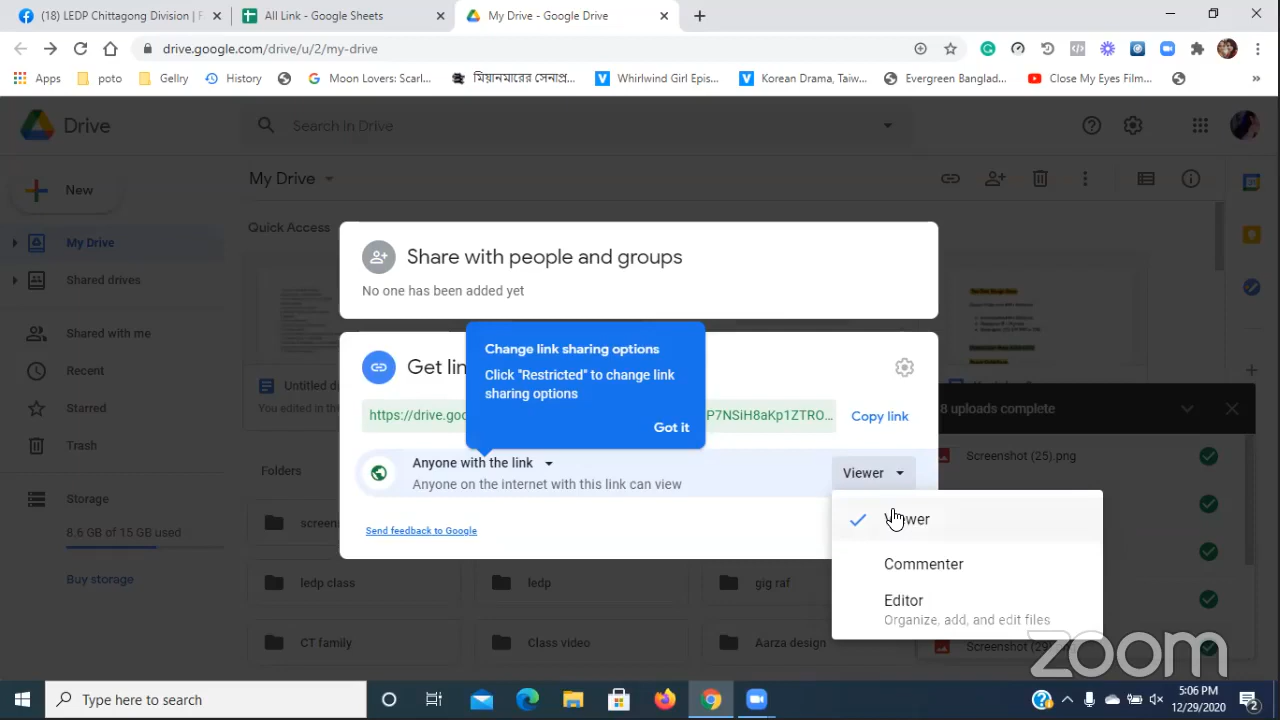 (18) LEDP Chittagong Division | F
All Link - Google Sheets
My Drive - Google Drive
drive.google.com/drive/u/2/my-drive
Apps
poto
Gellry
History
Moon Lovers: Scarl...
মিয়ানমারের সেনাপ্র...
Whirlwind Girl Epis...
Korean Drama, Taiw...
Evergreen Banglad...
Close My Eyes Film...
Drive
Search in Drive
New
My Drive
Quick Access
My Drive
Shared drives
Shared with me
Recent
Starred
Trash
Storage
8.6 GB of 15 GB used
Buy storage
Share with people and groups
No one has been added yet
Change link sharing options
Click "Restricted" to change link
sharing options
Got it
https://drive.goo
P7NSiH8aKp1ZTRO...
Copy link
Anyone with the link
Anyone on the internet with this link can view
Viewer
Send feedback to Google
Viewer
Commenter
Editor
Organize, add, and edit files
Untitled d
You edited in the
Folders
8 uploads complete
Screenshot (25).png
ledp class
ledp
gig raf
CT family
Class video
Aarza design
zoom
Type here to search
5:06 PM
12/29/2020
2